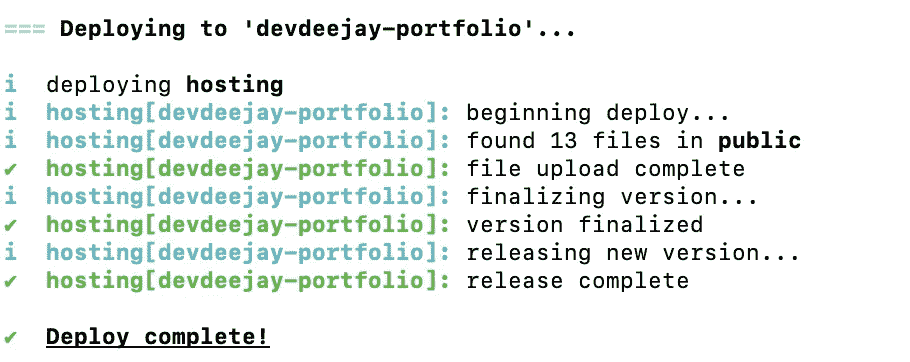 === Deploying to 'devdeejay-portfolio'...
i deploying hosting
i hosting[devdeejay-portfolio]: beginning deploy...
i hosting[devdeejay-portfolio]: found 13 files in public
✔ hosting[devdeejay-portfolio]: file upload complete
i hosting[devdeejay-portfolio]: finalizing version...
✔ hosting[devdeejay-portfolio]: version finalized
i hosting[devdeejay-portfolio]: releasing new version...
✔ hosting[devdeejay-portfolio]: release complete
✔ Deploy complete!